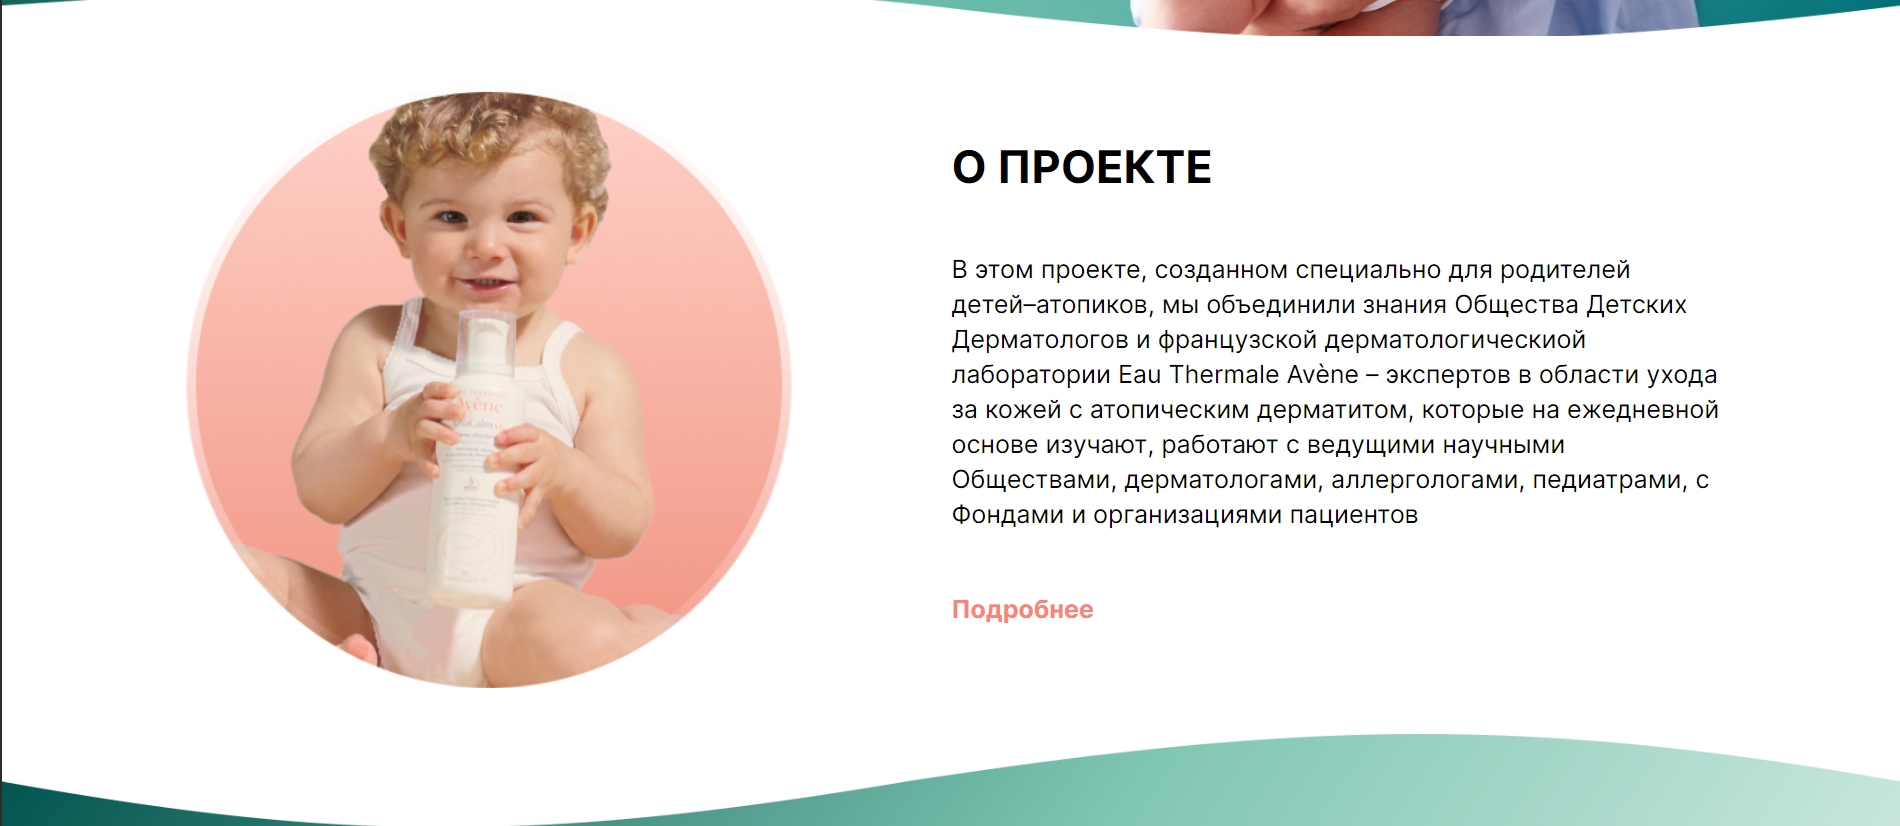 О ПРОЕКТЕ
В этом проекте, созданном специально для родителей
детей–атопиков, мы объединили знания Общества Детских
Дерматологов и французской дерматологическиой
лаборатории Eau Thermale Avène – экспертов в области ухода
за кожей с атопическим дерматитом, которые на ежедневной
основе изучают, работают с ведущими научными
Обществами, дерматологами, аллергологами, педиатрами, с
Фондами и организациями пациентов
Подробнее